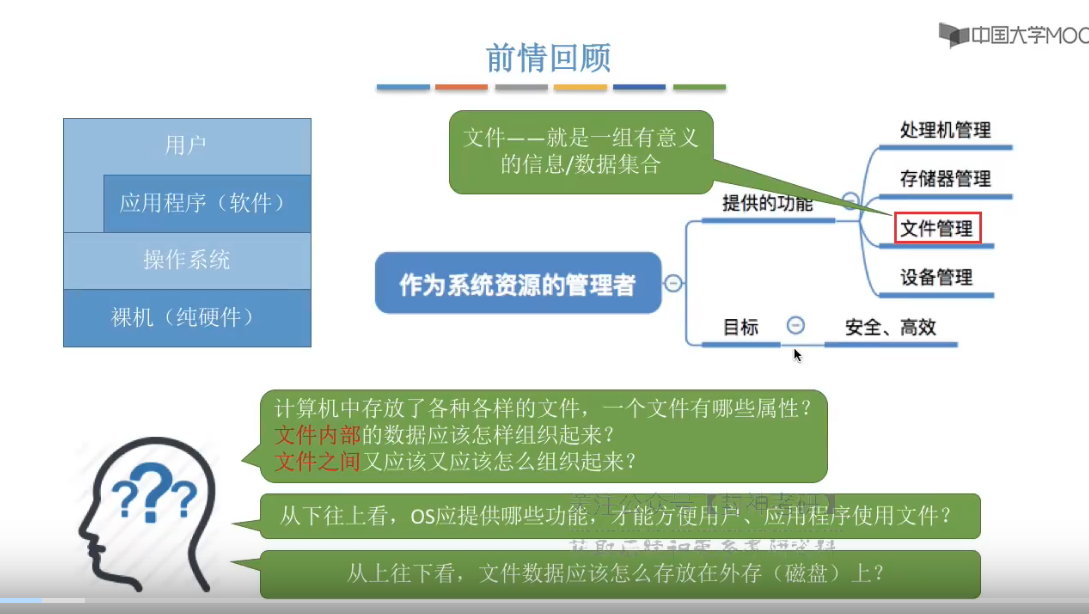 中国大学MOO
前情回顾
用户
应用程序（软件）
操作系统
裸机（纯硬件）
文件——就是一组有意义
的信息/数据集合
作为系统资源的管理者
提供的功能
处理机管理
存储器管理
文件管理
设备管理
目标
安全、高效
计算机中存放了各种各样的文件，一个文件有哪些属性？
文件内部的数据应该怎样组织起来？
文件之间又应该又应该怎么组织起来？
???
从下往上看，OS应提供哪些功能，才能方便用户、应用程序使用文件？
从上往下看，文件数据应该怎么存放在外存（磁盘）上？